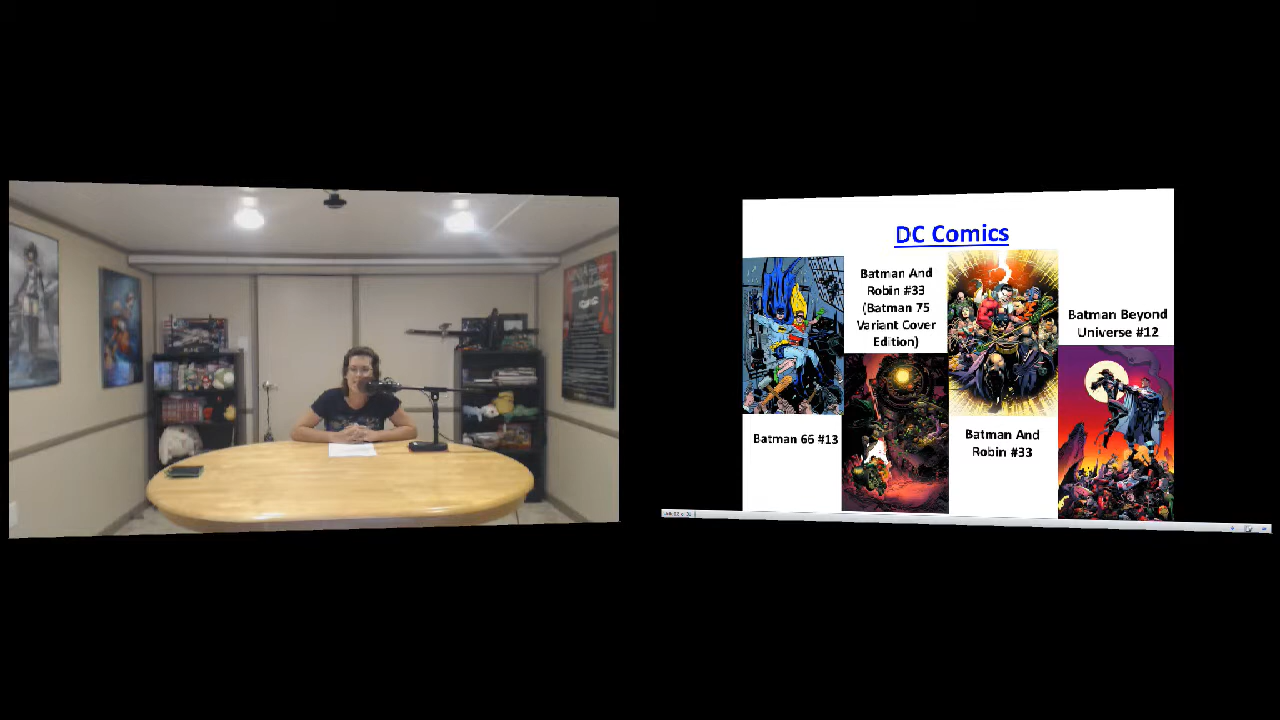 DC Comics
Batman 66 #13
Batman And
Robin #33
(Batman 75
Variant Cover
Edition)
Batman And
Robin #33
Batman Beyond
Universe #12